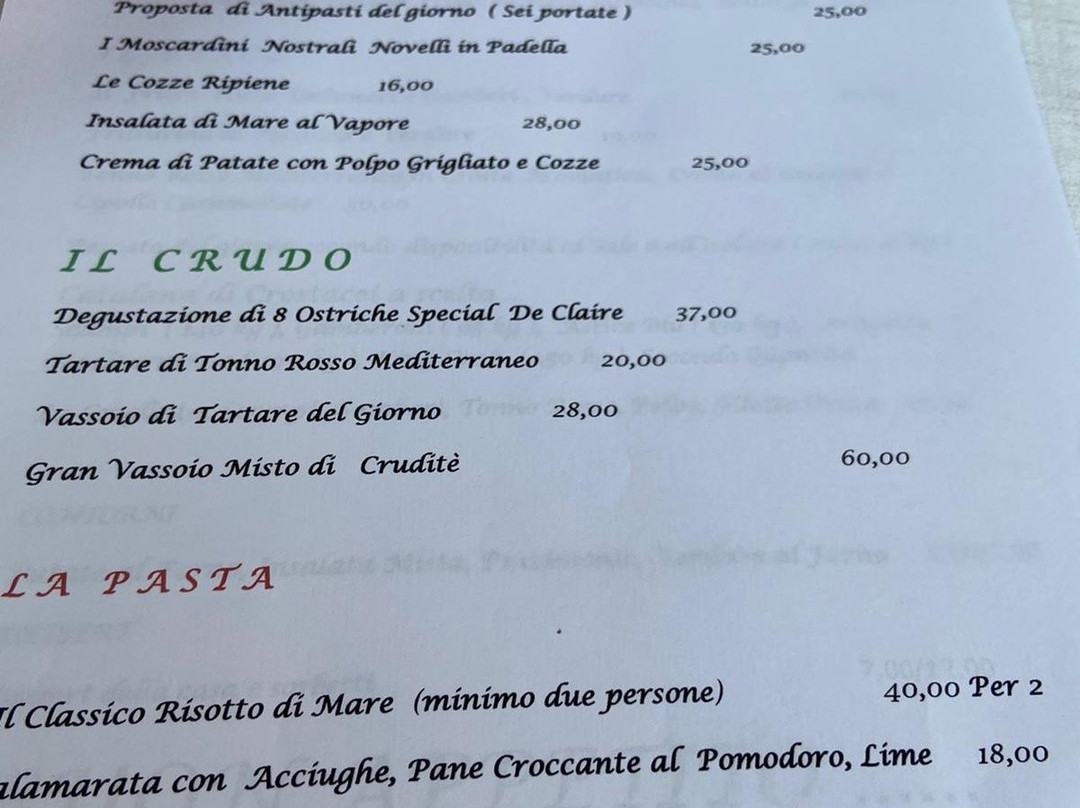 Proposta di Antipasti del giorno ( Sei portate ) 25,00
I Moscardini Nostrali Novelli in Padella 25,00
Le Cozze Ripiene 16,00
Insalata di Mare al Vapore 28,00
Crema di Patate con Polpo Grigliato e Cozze 25,00
IL CRUDO
Degustazione di 8 Ostriche Special De Claire 37,00
Tartare di Tonno Rosso Mediterraneo 20,00
Vassoio di Tartare del Giorno 28,00
Gran Vassoio Misto di Cruditè 60,00
LA PASTA
Il Classico Risotto di Mare (minimo due persone) 40,00 Per 2
alamarata con Acciughe, Pane Croccante al Pomodoro, Lime 18,00